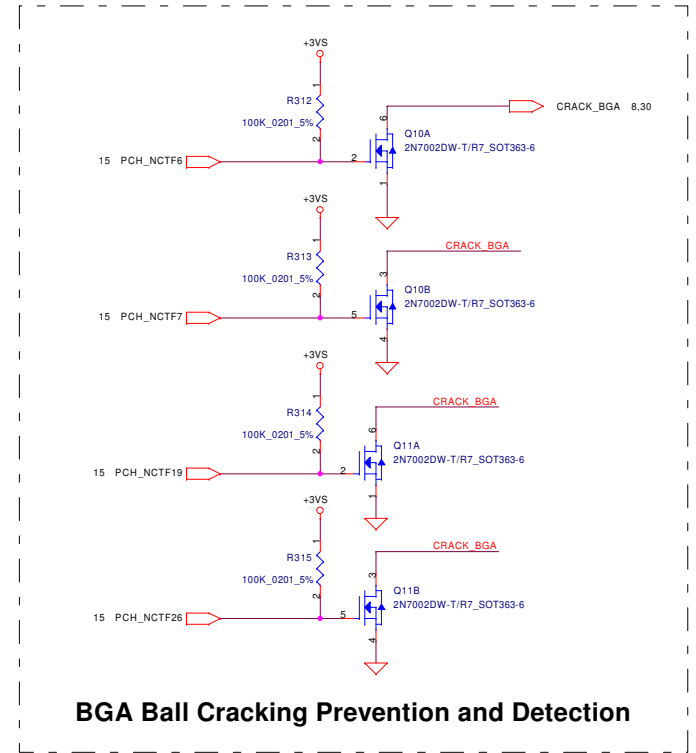 +3VS
1
R312
100K_0201_5%
2
15 PCH_NCTF6
2
6
1
Q10A
2N7002DW-T/R7_SOT363-6
CRACK_BGA 8,30
+3VS
1
R313
100K_0201_5%
2
15 PCH_NCTF7
5
3
4
CRACK_BGA
Q10B
2N7002DW-T/R7_SOT363-6
+3VS
1
R314
100K_0201_5%
2
15 PCH_NCTF19
2
6
1
CRACK_BGA
Q11A
2N7002DW-T/R7_SOT363-6
+3VS
1
R315
100K_0201_5%
2
15 PCH_NCTF26
5
3
4
CRACK_BGA
Q11B
2N7002DW-T/R7_SOT363-6
BGA Ball Cracking Prevention and Detection